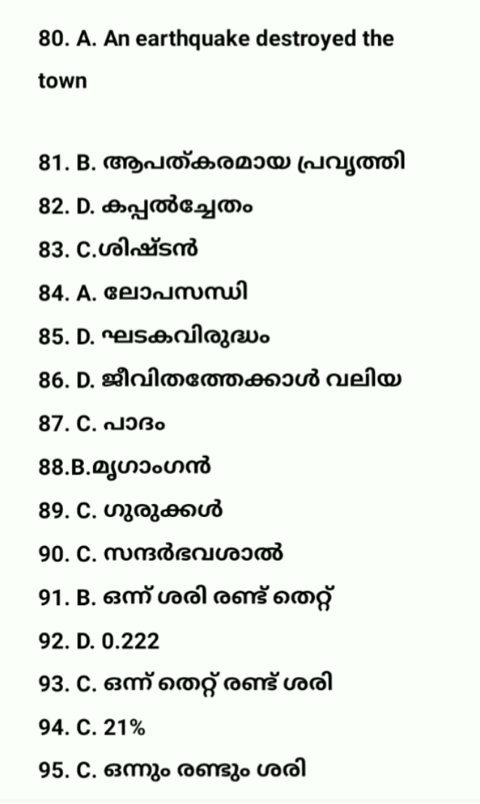 80. A. An earthquake destroyed the
town
81. B. ആപത്കരമായ പ്രവൃത്തി
82. D. കപ്പൽച്ചേതം
83. C.ശിഷ്ടൻ
84. A. ലോപസന്ധി
85. D. ഘടകവിരുദ്ധം
86. D. ജീവിതത്തേക്കാൾ വലിയ
87. C. പാദം
88.B.മൃഗാംഗൻ
89. C. ഗുരുക്കൾ
90. C. സന്ദർഭവശാൽ
91. B. ഒന്ന് ശരി രണ്ട് തെറ്റ്
92. D. 0.222
93. C. ഒന്ന് തെറ്റ് രണ്ട് ശരി
94. C. 21%
95. C. ഒന്നും രണ്ടും ശരി